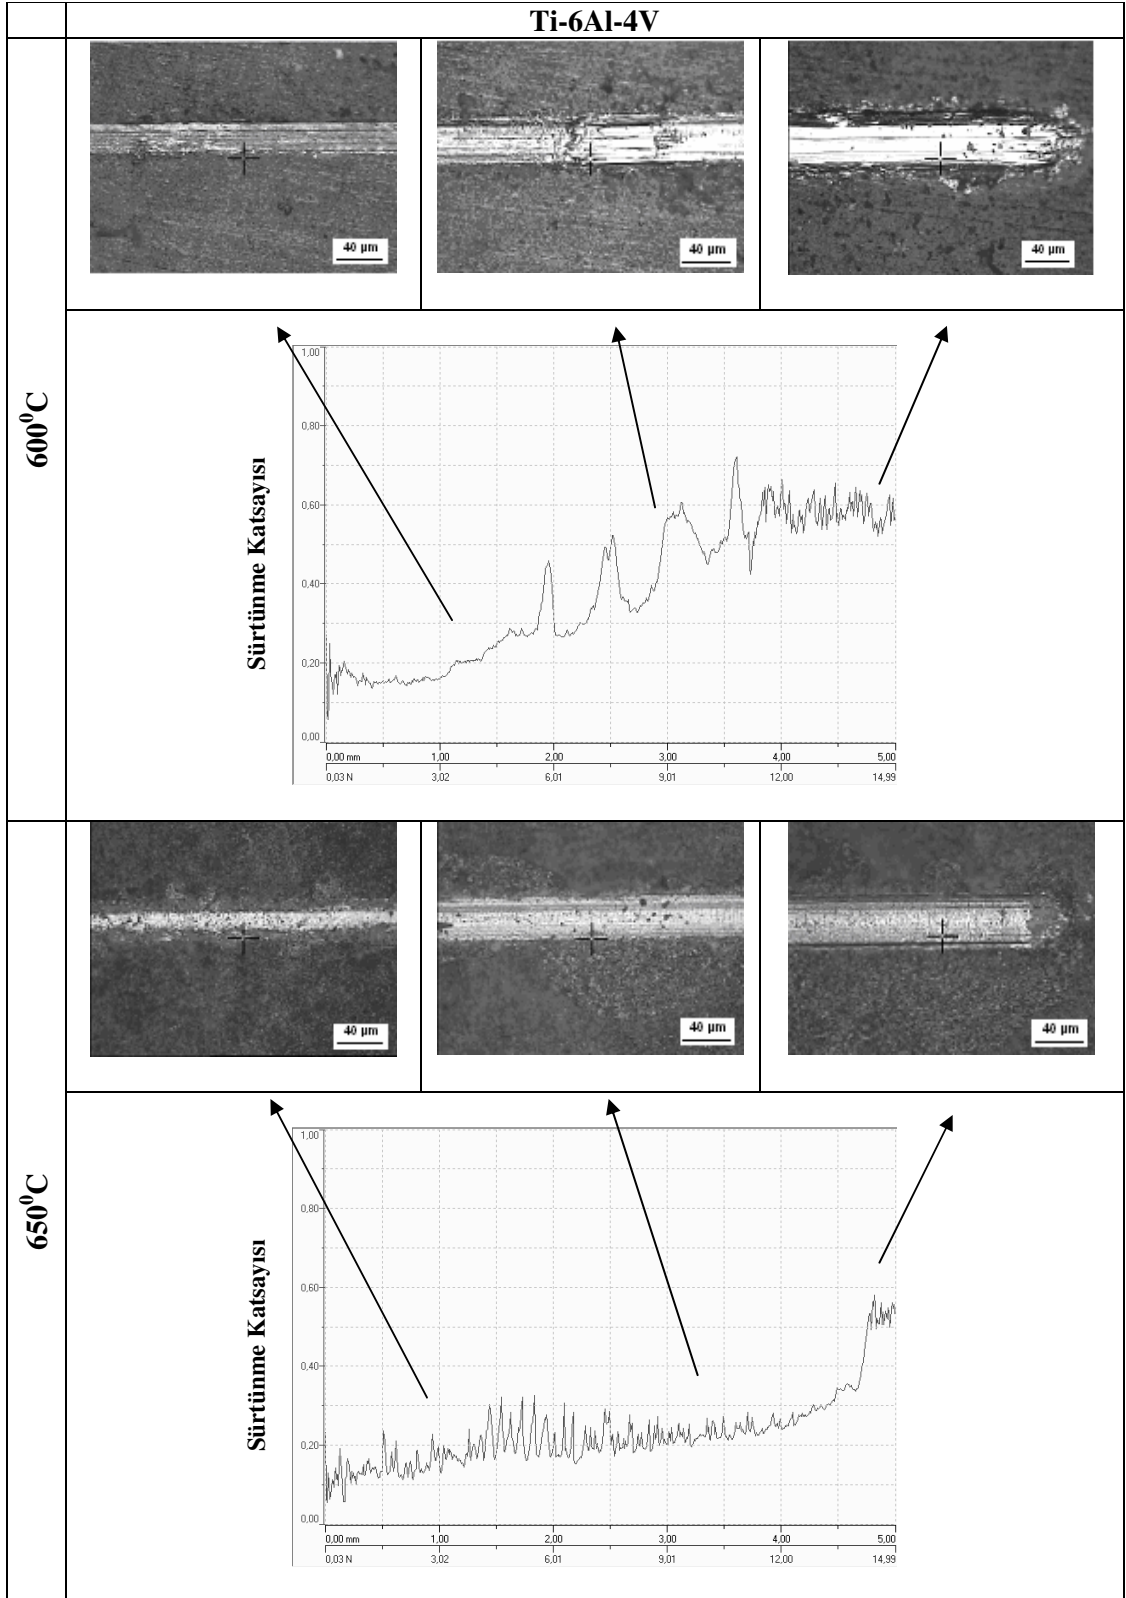 Ti-6Al-4V
600⁰C
40 µm
40 µm
40 µm
Sürtünme Katsayısı
1,00
0,80
0,60
0,40
0,20
0,00
0,00 mm 1,00 2,00 3,00 4,00 5,00
0,03 N 3,02 6,01 9,01 12,00 14,99
650⁰C
40 µm
40 µm
40 µm
Sürtünme Katsayısı
1,00
0,80
0,60
0,40
0,20
0,00
0,00 mm 1,00 2,00 3,00 4,00 5,00
0,03 N 3,02 6,01 9,01 12,00 14,99